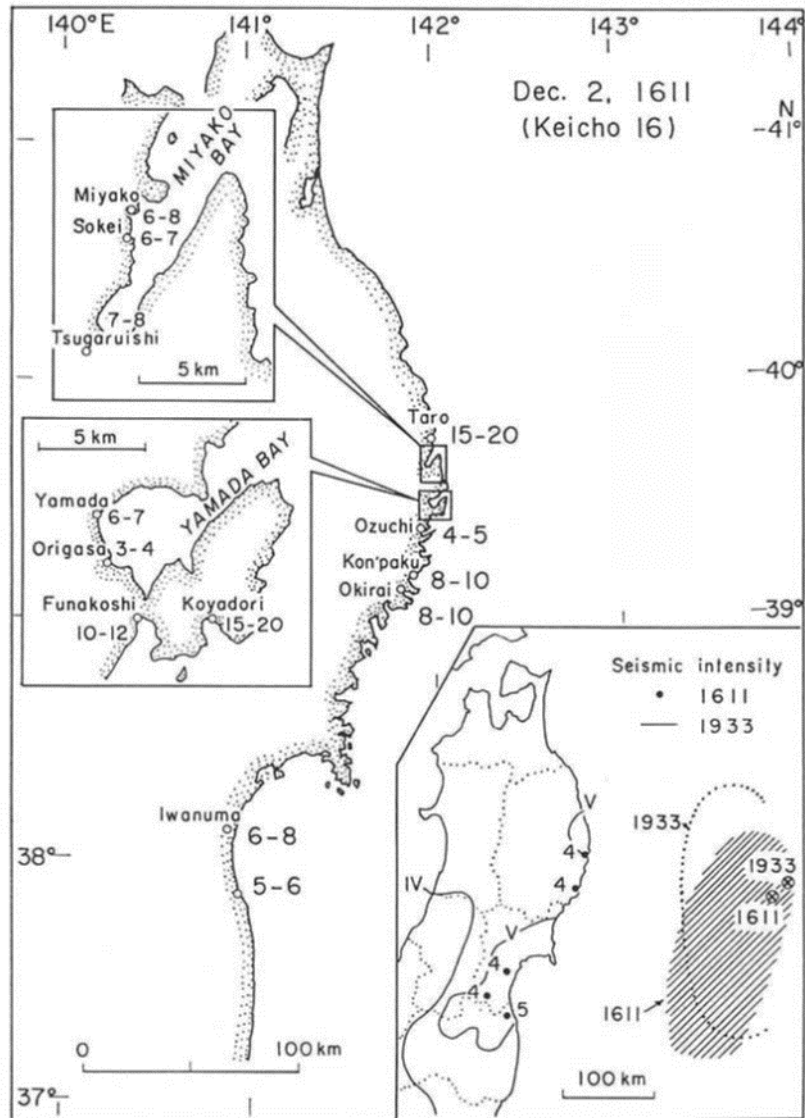 140°E
141°
142°
143°
144°
Dec. 2, 1611
(Keicho 16)
N
41°
MIYAKO BAY
Miyako
6-8
Sokei
6-7
7-8
Tsugaruishi
5 km
40°
Taro
15-20
5 km
YAMADA BAY
Yamada
6-7
Origasa 3-4
Funakoshi
10-12
Koyadori
15-20
Ozuchi
4-5
Kon'paku
8-10
Okirai
8-10
39°
Iwanuma
6-8
38°
5-6
0
100 km
37°
Seismic intensity
1611
1933
V
4
4
IV
V
4
4
5
1933
1933
1611
1611
100 km